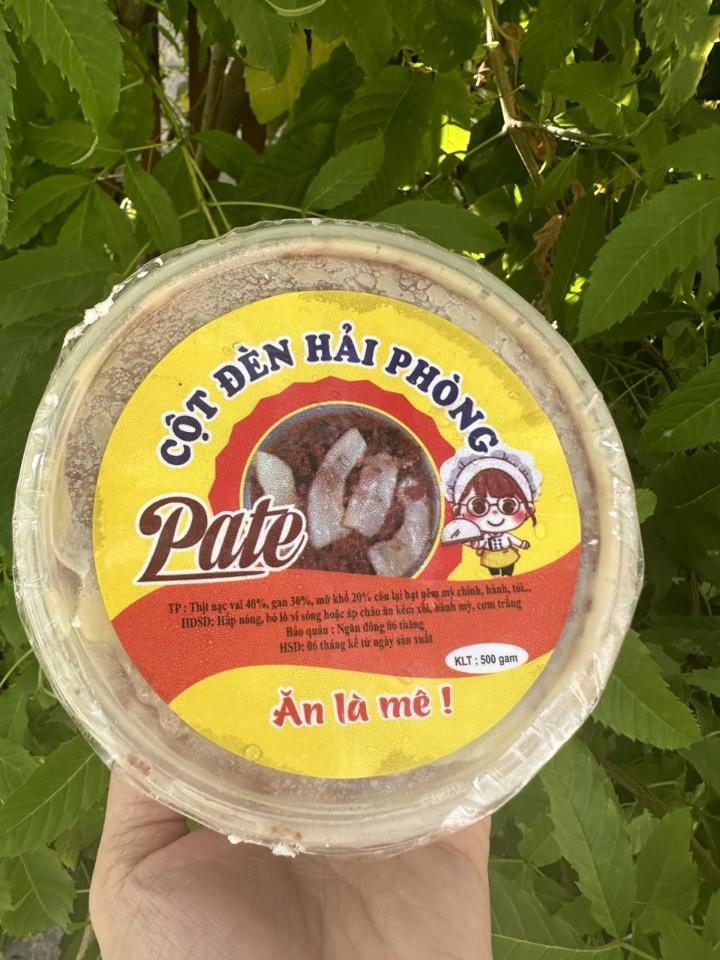 CỘT ĐÈN HẢI PHÒNG
Pate
TP : Thịt nạc vai 40%, gan 30%, mỡ khổ 20% còn lại hạt nêm mỳ chính, hành, tỏi...
HDSD: Hấp nóng, bỏ lò vi sóng hoặc áp chảo ăn kèm xôi, bánh mỳ, cơm trắng
Bảo quản : Ngăn đông 06 tháng
HSD: 06 tháng kể từ ngày sản xuất
KLT : 500 gam
Ăn là mê !